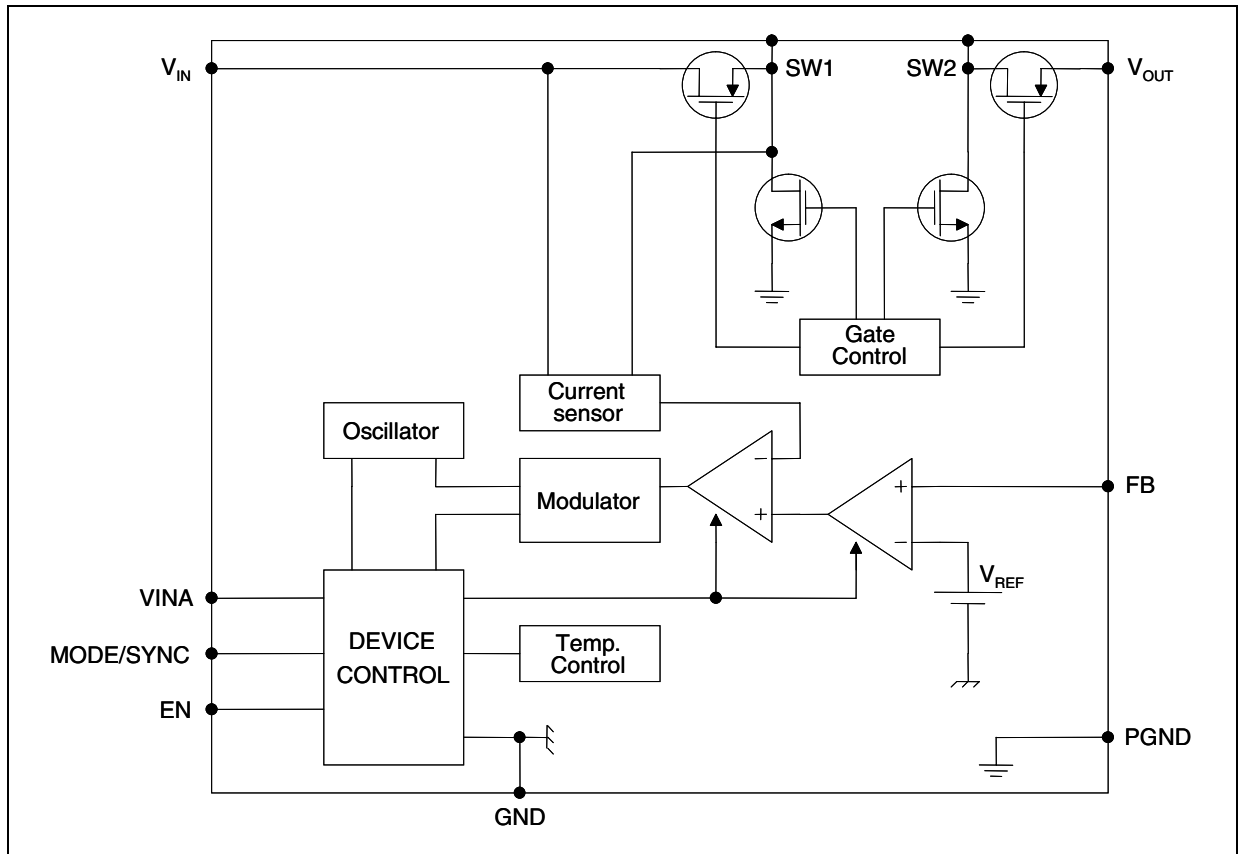 V_IN
SW1
SW2
V_OUT
Gate
Control
Current
sensor
Oscillator
Modulator
−
+
+
−
FB
V_REF
VINA
MODE/SYNC
EN
DEVICE
CONTROL
Temp.
Control
PGND
GND